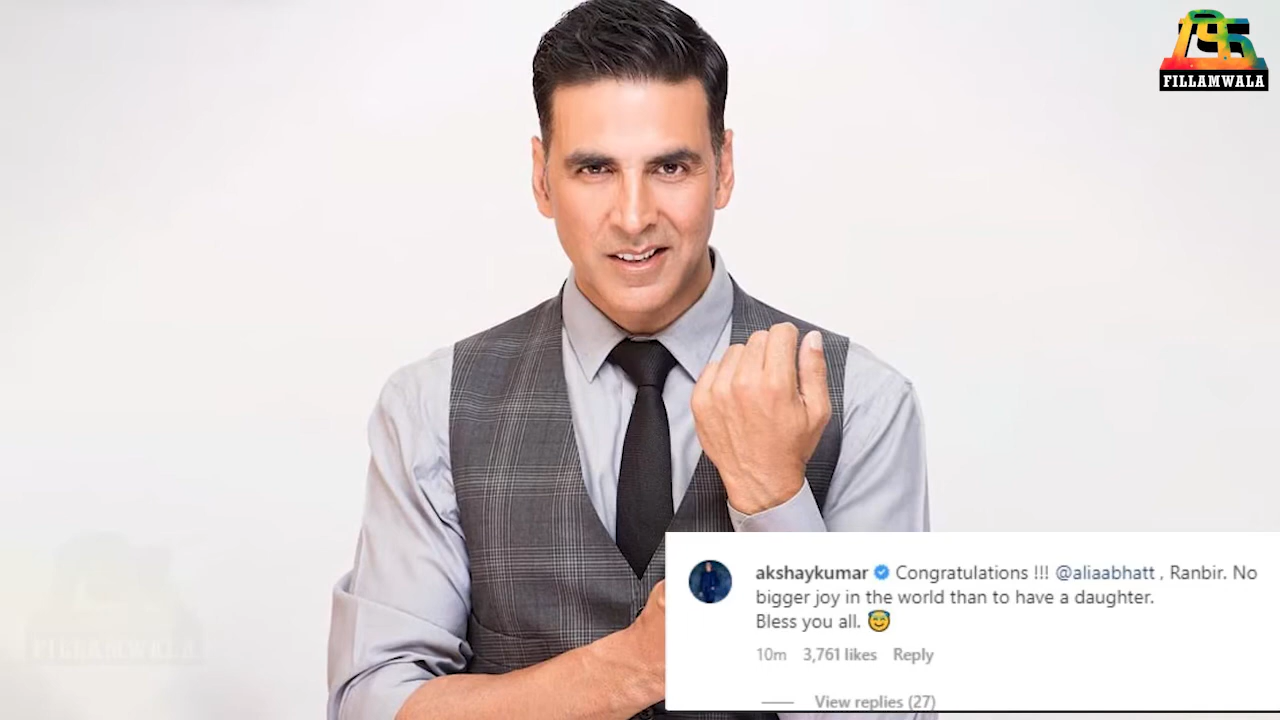 FILLAMWALA
akshaykumar Congratulations !!! @aliaabhatt , Ranbir. No
bigger joy in the world than to have a daughter.
Bless you all. 😇
10m 3,761 likes Reply
View replies (27)
FILLAMWALA